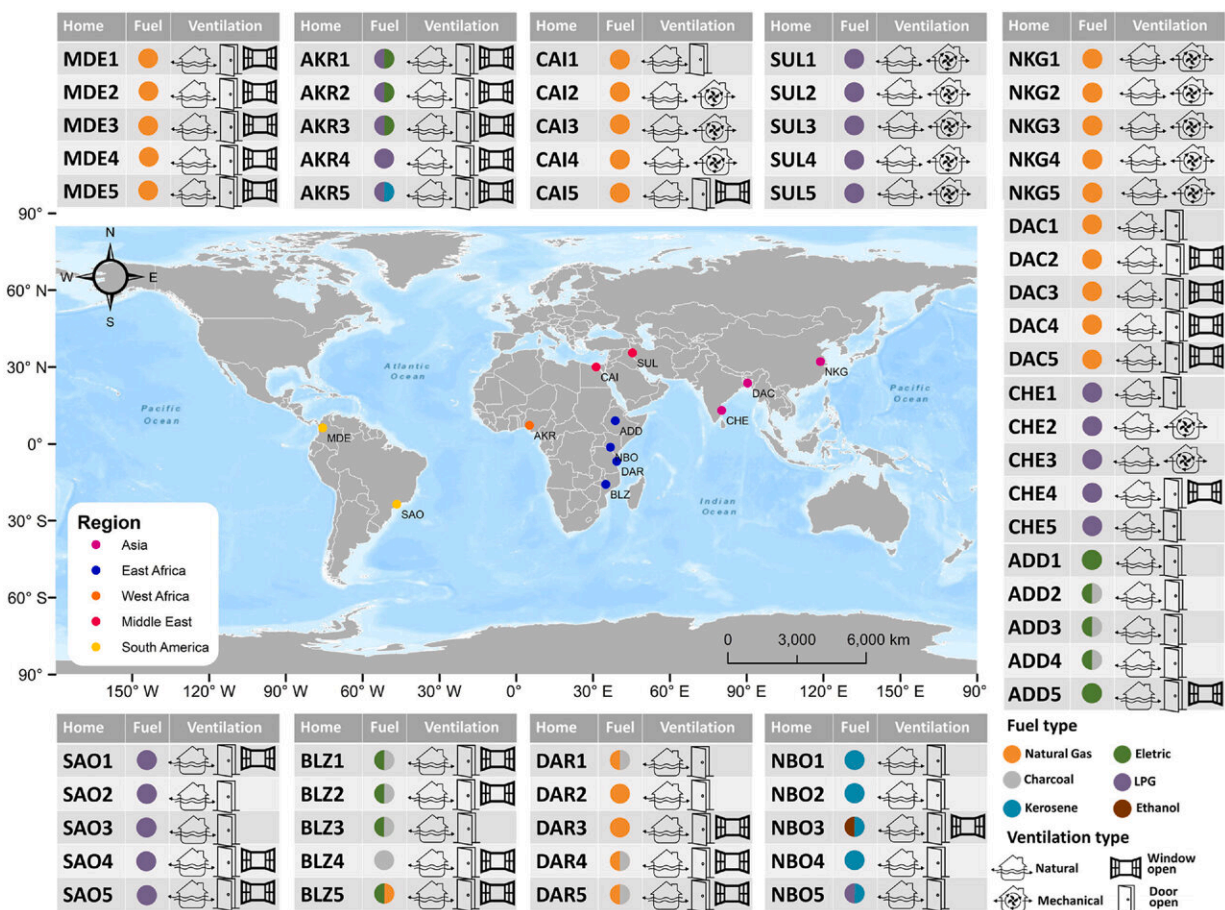 Home Fuel Ventilation
MDE1
MDE2
MDE3
MDE4
MDE5
Home Fuel Ventilation
AKR1
AKR2
AKR3
AKR4
AKR5
Home Fuel Ventilation
CAI1
CAI2
CAI3
CAI4
CAI5
Home Fuel Ventilation
SUL1
SUL2
SUL3
SUL4
SUL5
Home Fuel Ventilation
NKG1
NKG2
NKG3
NKG4
NKG5
DAC1
DAC2
DAC3
DAC4
DAC5
CHE1
CHE2
CHE3
CHE4
CHE5
ADD1
ADD2
ADD3
ADD4
ADD5
90°
60° N
30° N
0°
30° S
60° S
90°
N
W E
S
Pacific
Ocean
Atlantic
Ocean
Indian
Ocean
Pacific
Ocean
SUL
CAI
NKG
DAC
CHE
ADD
AKR
MDE
NBO
DAR
BLZ
SAO
Region
Asia
East Africa
West Africa
Middle East
South America
0 3,000 6,000 km
150° W 120° W 90° W 60° W 30° W 0° 30° E 60° E 90° E 120° E 150° E 90°
Home Fuel Ventilation
SAO1
SAO2
SAO3
SAO4
SAO5
Home Fuel Ventilation
BLZ1
BLZ2
BLZ3
BLZ4
BLZ5
Home Fuel Ventilation
DAR1
DAR2
DAR3
DAR4
DAR5
Home Fuel Ventilation
NBO1
NBO2
NBO3
NBO4
NBO5
Fuel type
Natural Gas Eletric
Charcoal LPG
Kerosene Ethanol
Ventilation type
Natural Window open
Mechanical Door open